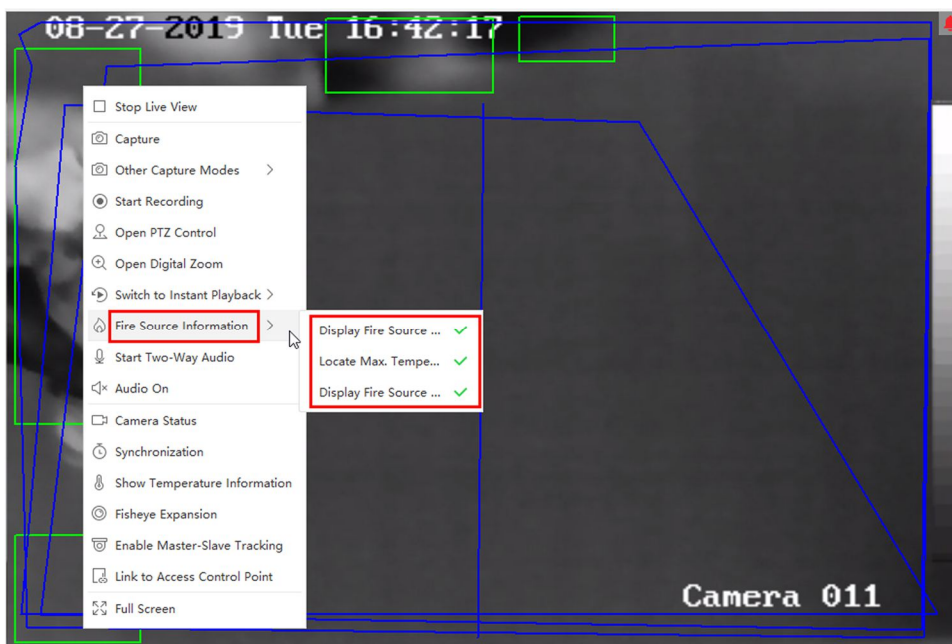 08-27-2019 Tue 16:42:17
Stop Live View
Capture
Other Capture Modes
Start Recording
Open PTZ Control
Open Digital Zoom
Switch to Instant Playback
Fire Source Information
Display Fire Source ...
Locate Max. Tempe...
Display Fire Source ...
Start Two-Way Audio
Audio On
Camera Status
Synchronization
Show Temperature Information
Fisheye Expansion
Enable Master-Slave Tracking
Link to Access Control Point
Full Screen
Camera 011